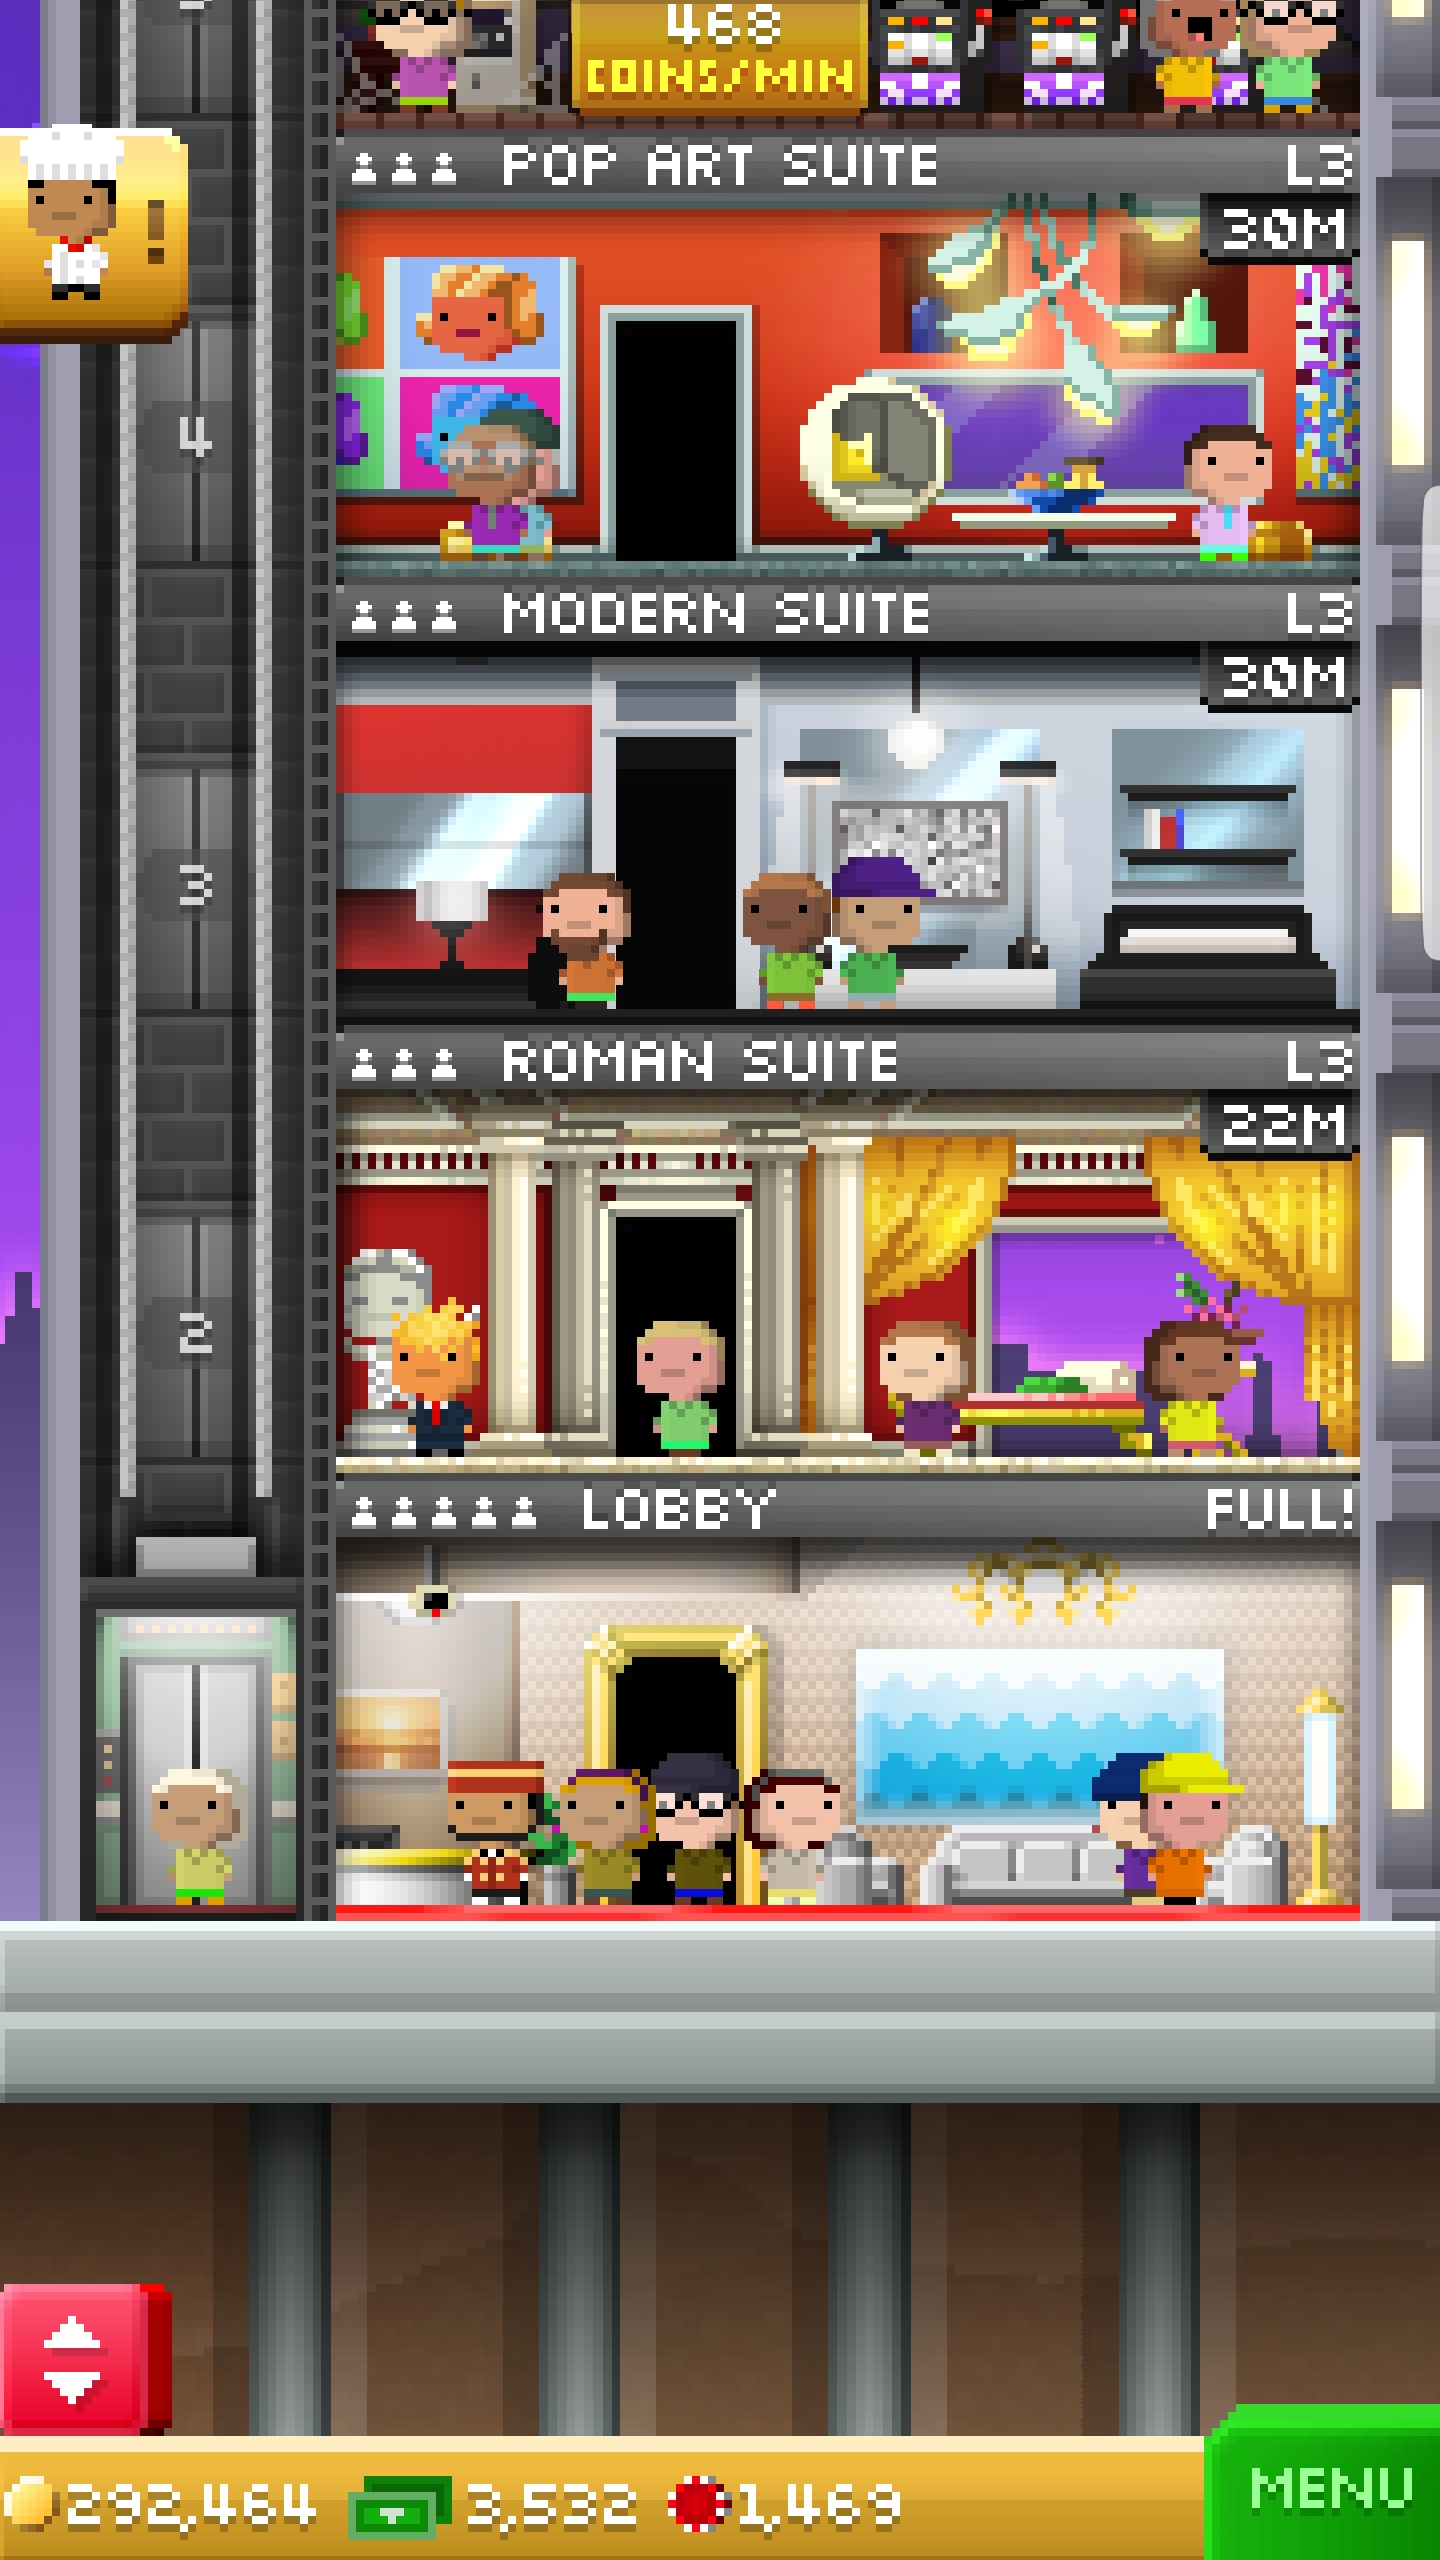 468
COINS/MIN
POP ART SUITE L3
30M
!
4
MODERN SUITE L3
30M
3
ROMAN SUITE L3
22M
2
LOBBY FULL!
292,464 3,532 1,469 MENU